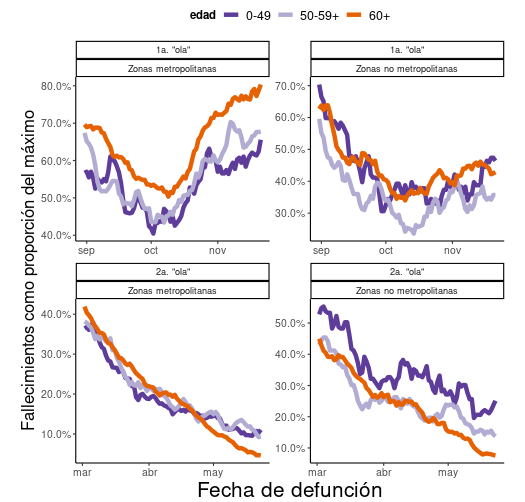 edad 0-49 50-59+ 60+
1a. "ola" 1a. "ola"
Zonas metropolitanas Zonas no metropolitanas
80.0% 70.0%
70.0% 60.0%
60.0% 50.0%
50.0% 40.0%
40.0% 30.0%
sep oct nov sep oct nov
2a. "ola" 2a. "ola"
Zonas metropolitanas Zonas no metropolitanas
40.0% 50.0%
30.0% 40.0%
20.0% 30.0%
10.0% 20.0%
10.0%
mar abr may mar abr may
Fallecimientos como proporción del máximo
Fecha de defunción